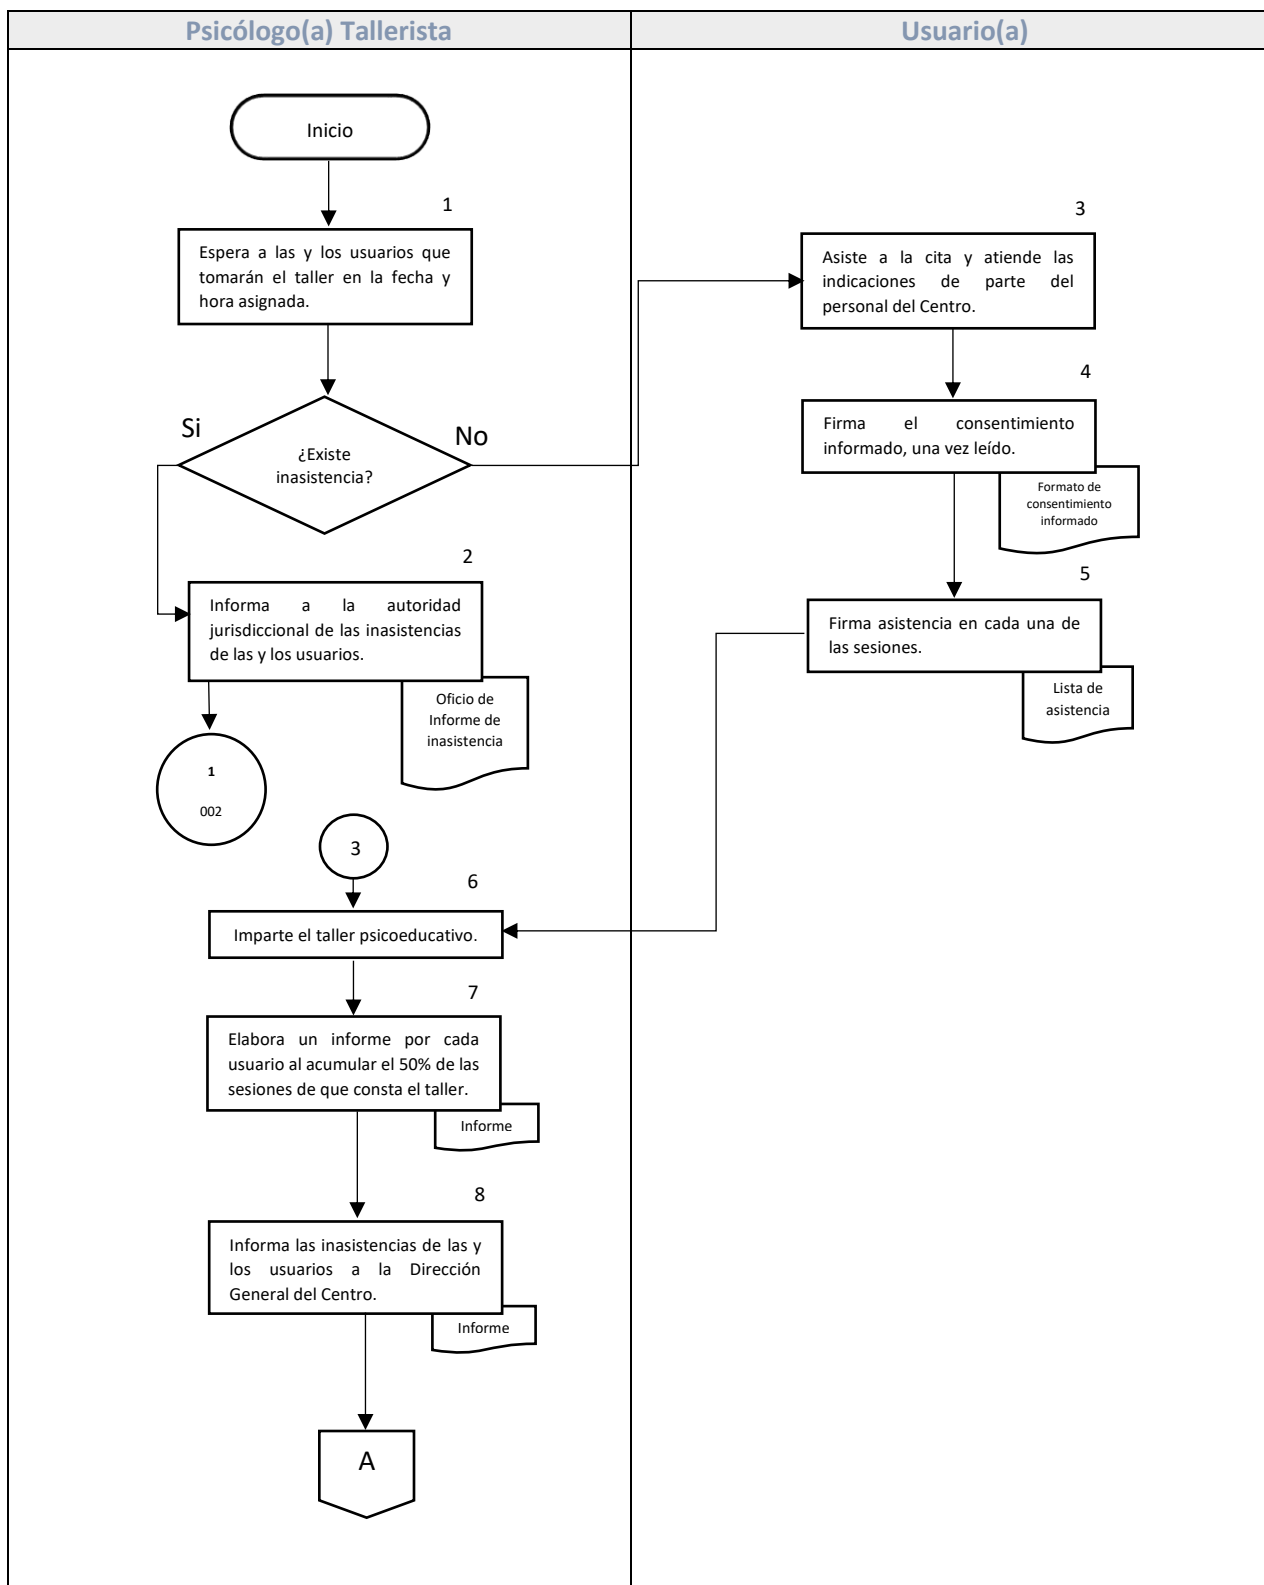 Psicólogo(a) Tallerista
Usuario(a)
Inicio
1
Espera a las y los usuarios que
tomarán el taller en la fecha y
hora asignada.
Si
No
¿Existe
inasistencia?
2
Informa a la autoridad
jurisdiccional de las inasistencias
de las y los usuarios.
Oficio de
Informe de
inasistencia
1
002
3
Asiste a la cita y atiende las
indicaciones de parte del
personal del Centro.
4
Firma el consentimiento
informado, una vez leído.
Formato de
consentimiento
informado
5
Firma asistencia en cada una de
las sesiones.
Lista de
asistencia
3
6
Imparte el taller psicoeducativo.
7
Elabora un informe por cada
usuario al acumular el 50% de las
sesiones de que consta el taller.
Informe
8
Informa las inasistencias de las y
los usuarios a la Dirección
General del Centro.
Informe
A